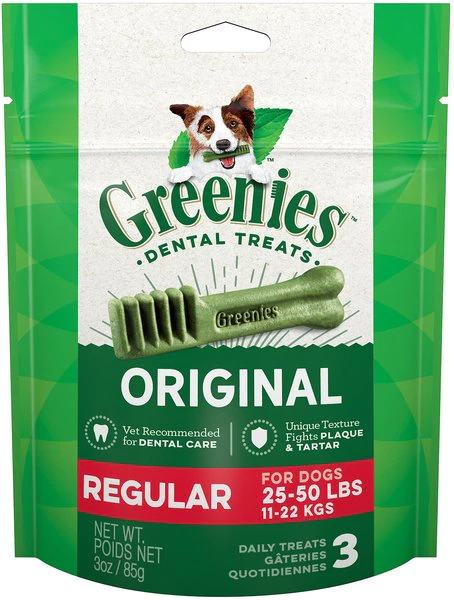 Greenies
™
DENTAL TREATS
Greenies
ORIGINAL
Vet Recommended
for DENTAL CARE
Unique Texture
Fights PLAQUE
& TARTAR
REGULAR
FOR DOGS
25-50 LBS
11-22 KGS
NET WT.
POIDS NET
3oz/85g
DAILY TREATS
GÂTERIES
QUOTIDIENNES
3